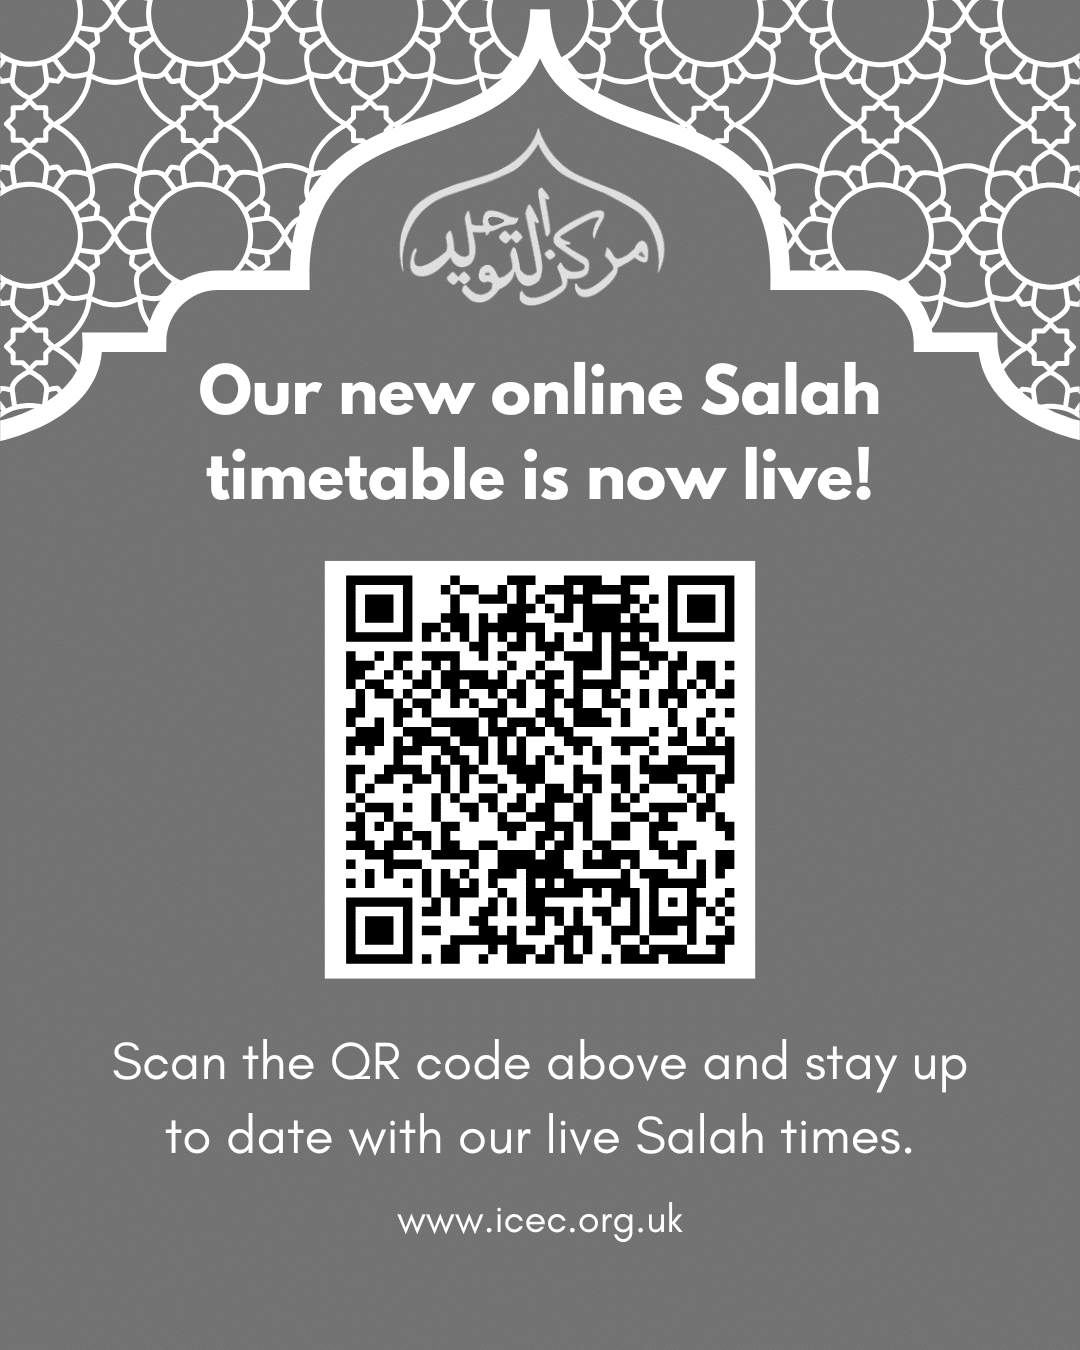 مركز التوحيد
Our new online Salah
timetable is now live!
Scan the QR code above and stay up
to date with our live Salah times.
www.icec.org.uk